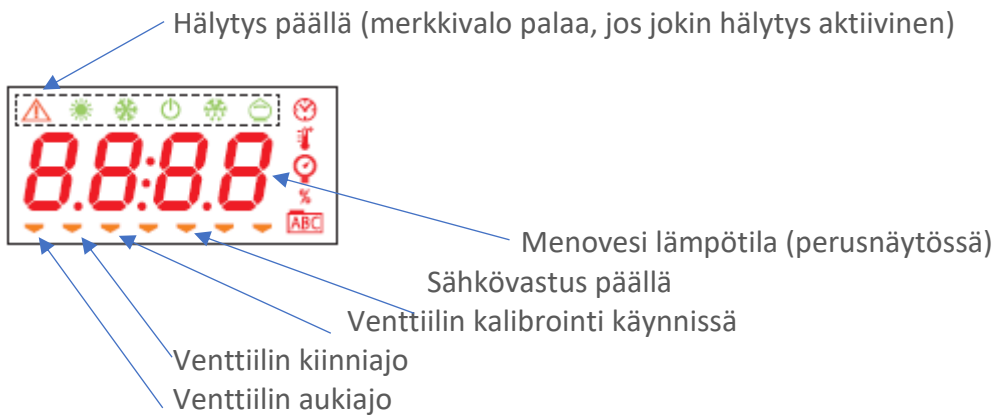 Hälytys päällä (merkkivalo palaa, jos jokin hälytys aktiivinen)
8.8:8.8
%
ABC
Menovesi lämpötila (perusnäytössä)
Sähkövastus päällä
Venttiilin kalibrointi käynnissä
Venttiilin kiinniajo
Venttiilin aukiajo